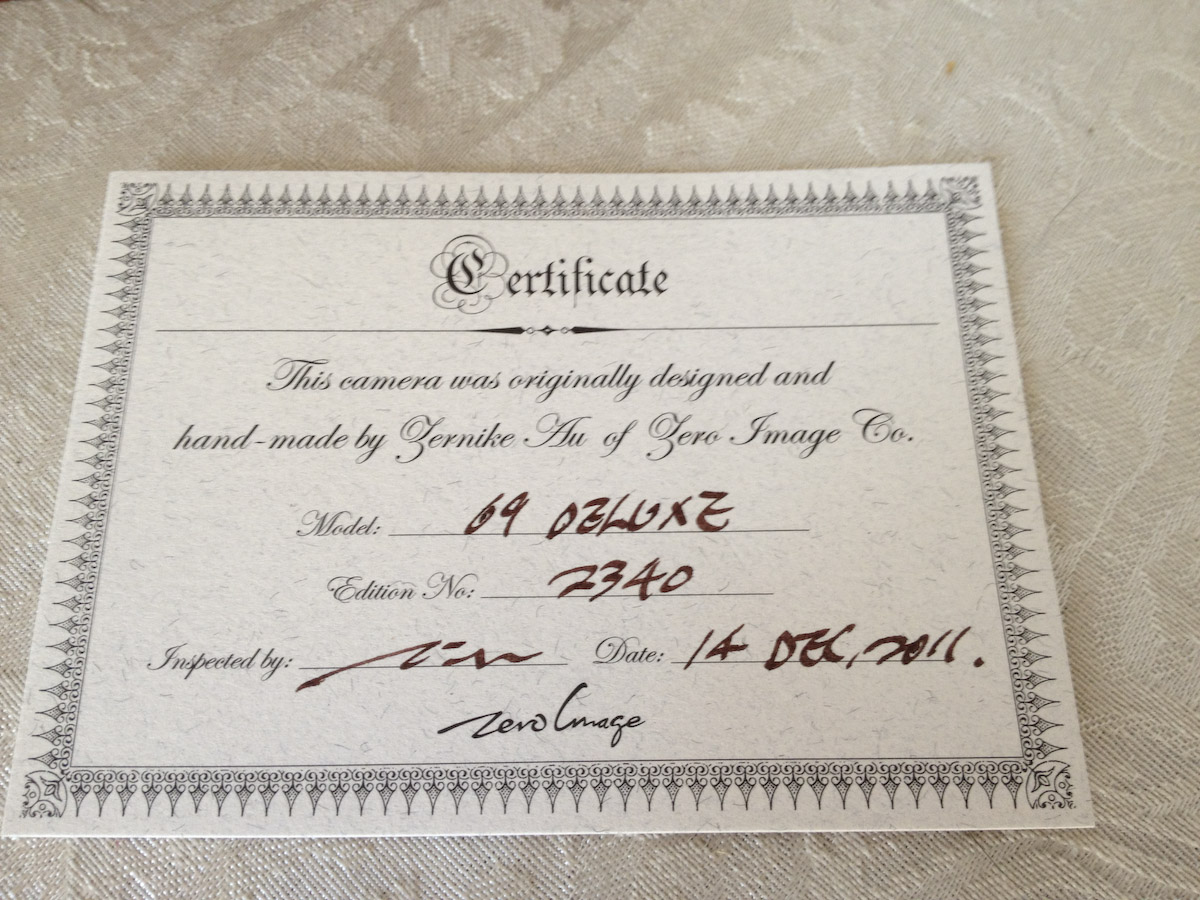 Certificate
This camera was originally designed and
hand-made by Zernike Au of Zero Image Co.
Model: 69 DELUXE
Edition No: 2340
Inspected by: Date: 14 DEC, 2011.
Zero Image